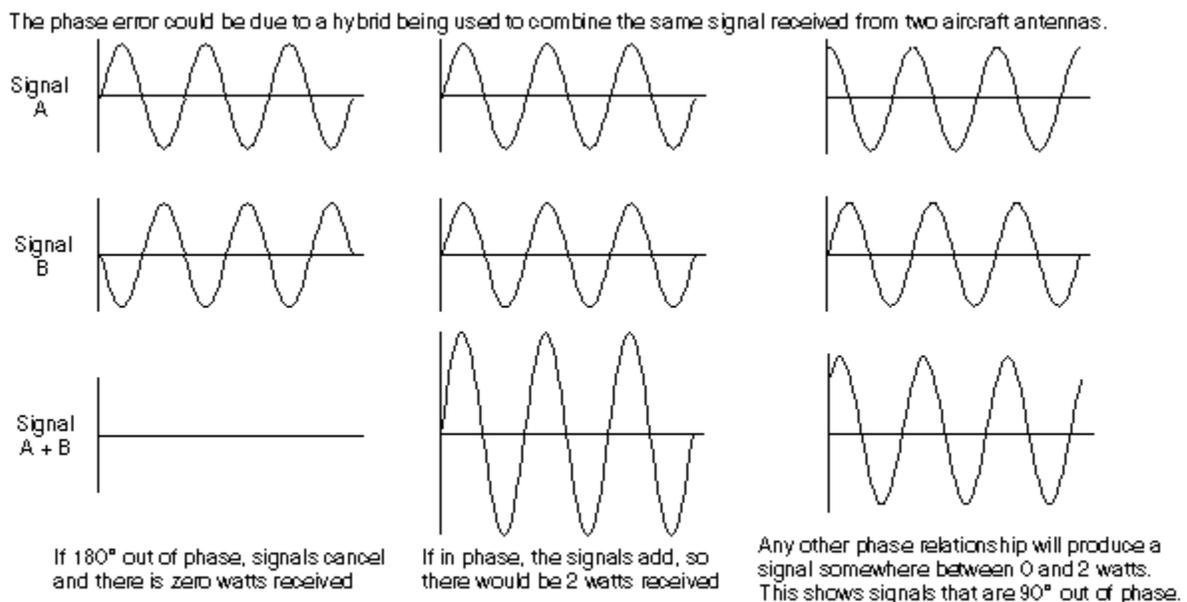 The phase error could be due to a hybrid being used to combine the same signal received from two aircraft antennas.
Signal
A
Signal
B
Signal
A + B
If 180° out of phase, signals cancel
and there is zero watts received
If in phase, the signals add, so
there would be 2 watts received
Any other phase relationship will produce a
signal somewhere between 0 and 2 watts.
This shows signals that are 90° out of phase.